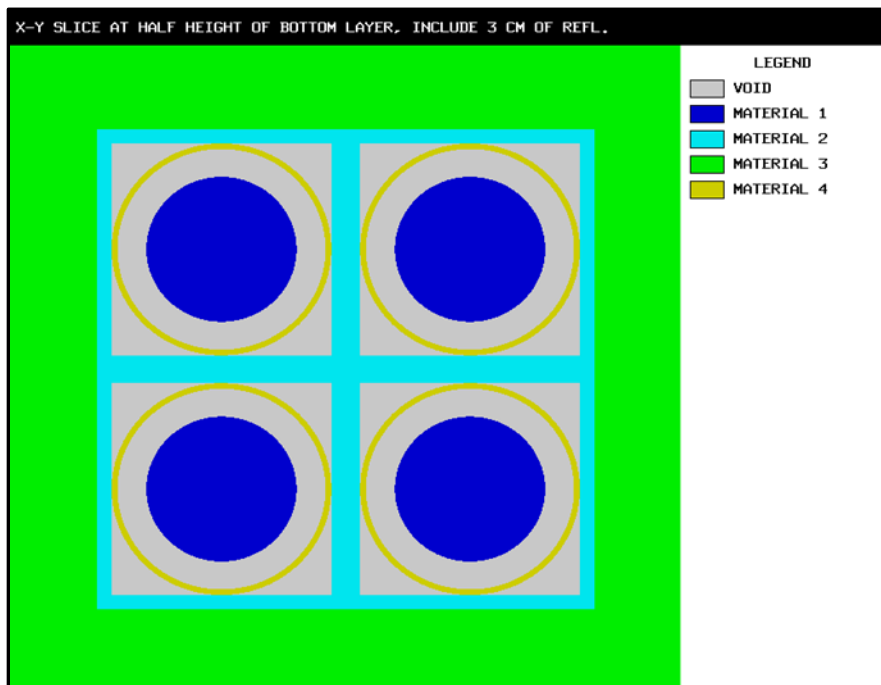 X-Y SLICE AT HALF HEIGHT OF BOTTOM LAYER, INCLUDE 3 CM OF REFL.
LEGEND
VOID
MATERIAL 1
MATERIAL 2
MATERIAL 3
MATERIAL 4